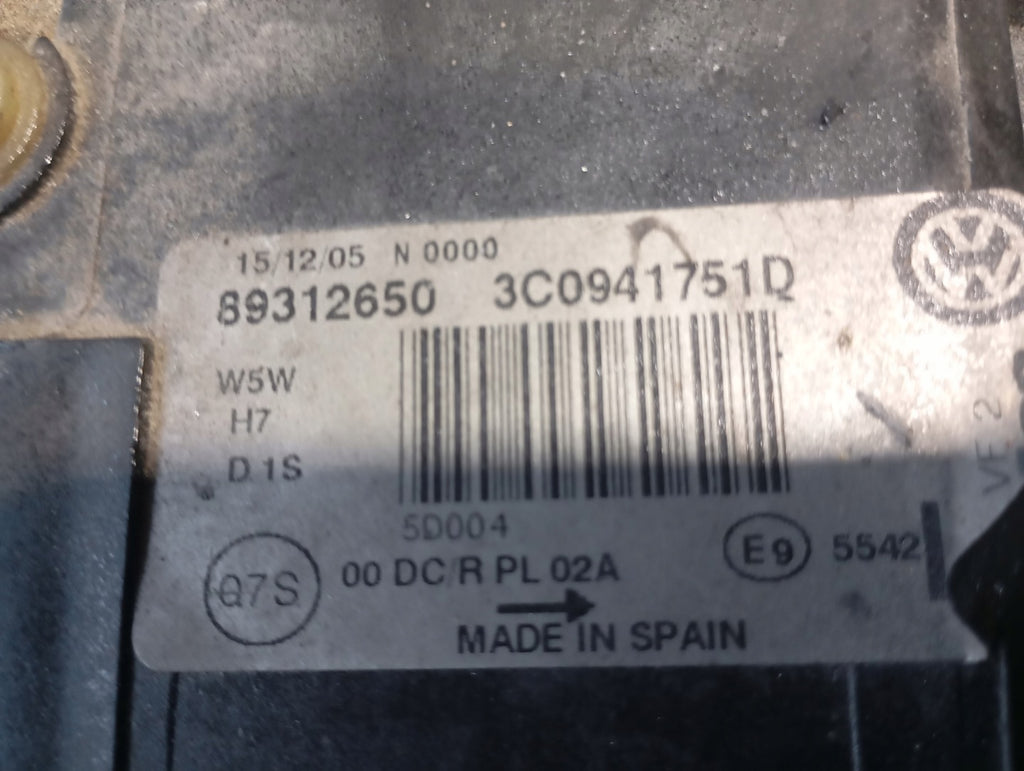 15/12/05 N 0000
89312650 3C0941751D
W5W
H7
D1S
5D004
Q7S 00 DC/R PL 02A E9 5542
MADE IN SPAIN
VE 2